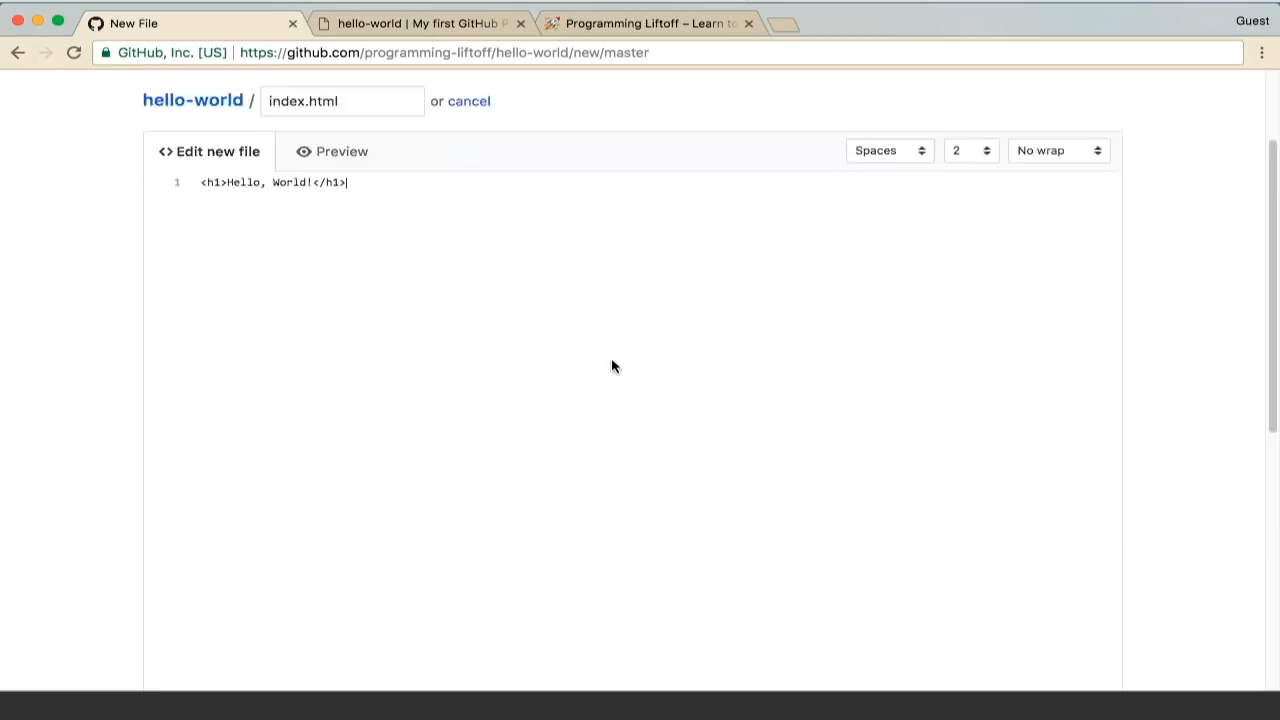 New File
hello-world | My first GitHub P
Programming Liftoff – Learn to
Guest
GitHub, Inc. [US] | https://github.com/programming-liftoff/hello-world/new/master
hello-world / index.html or cancel
<> Edit new file
Preview
Spaces
2
No wrap
1 <h1>Hello, World!</h1>